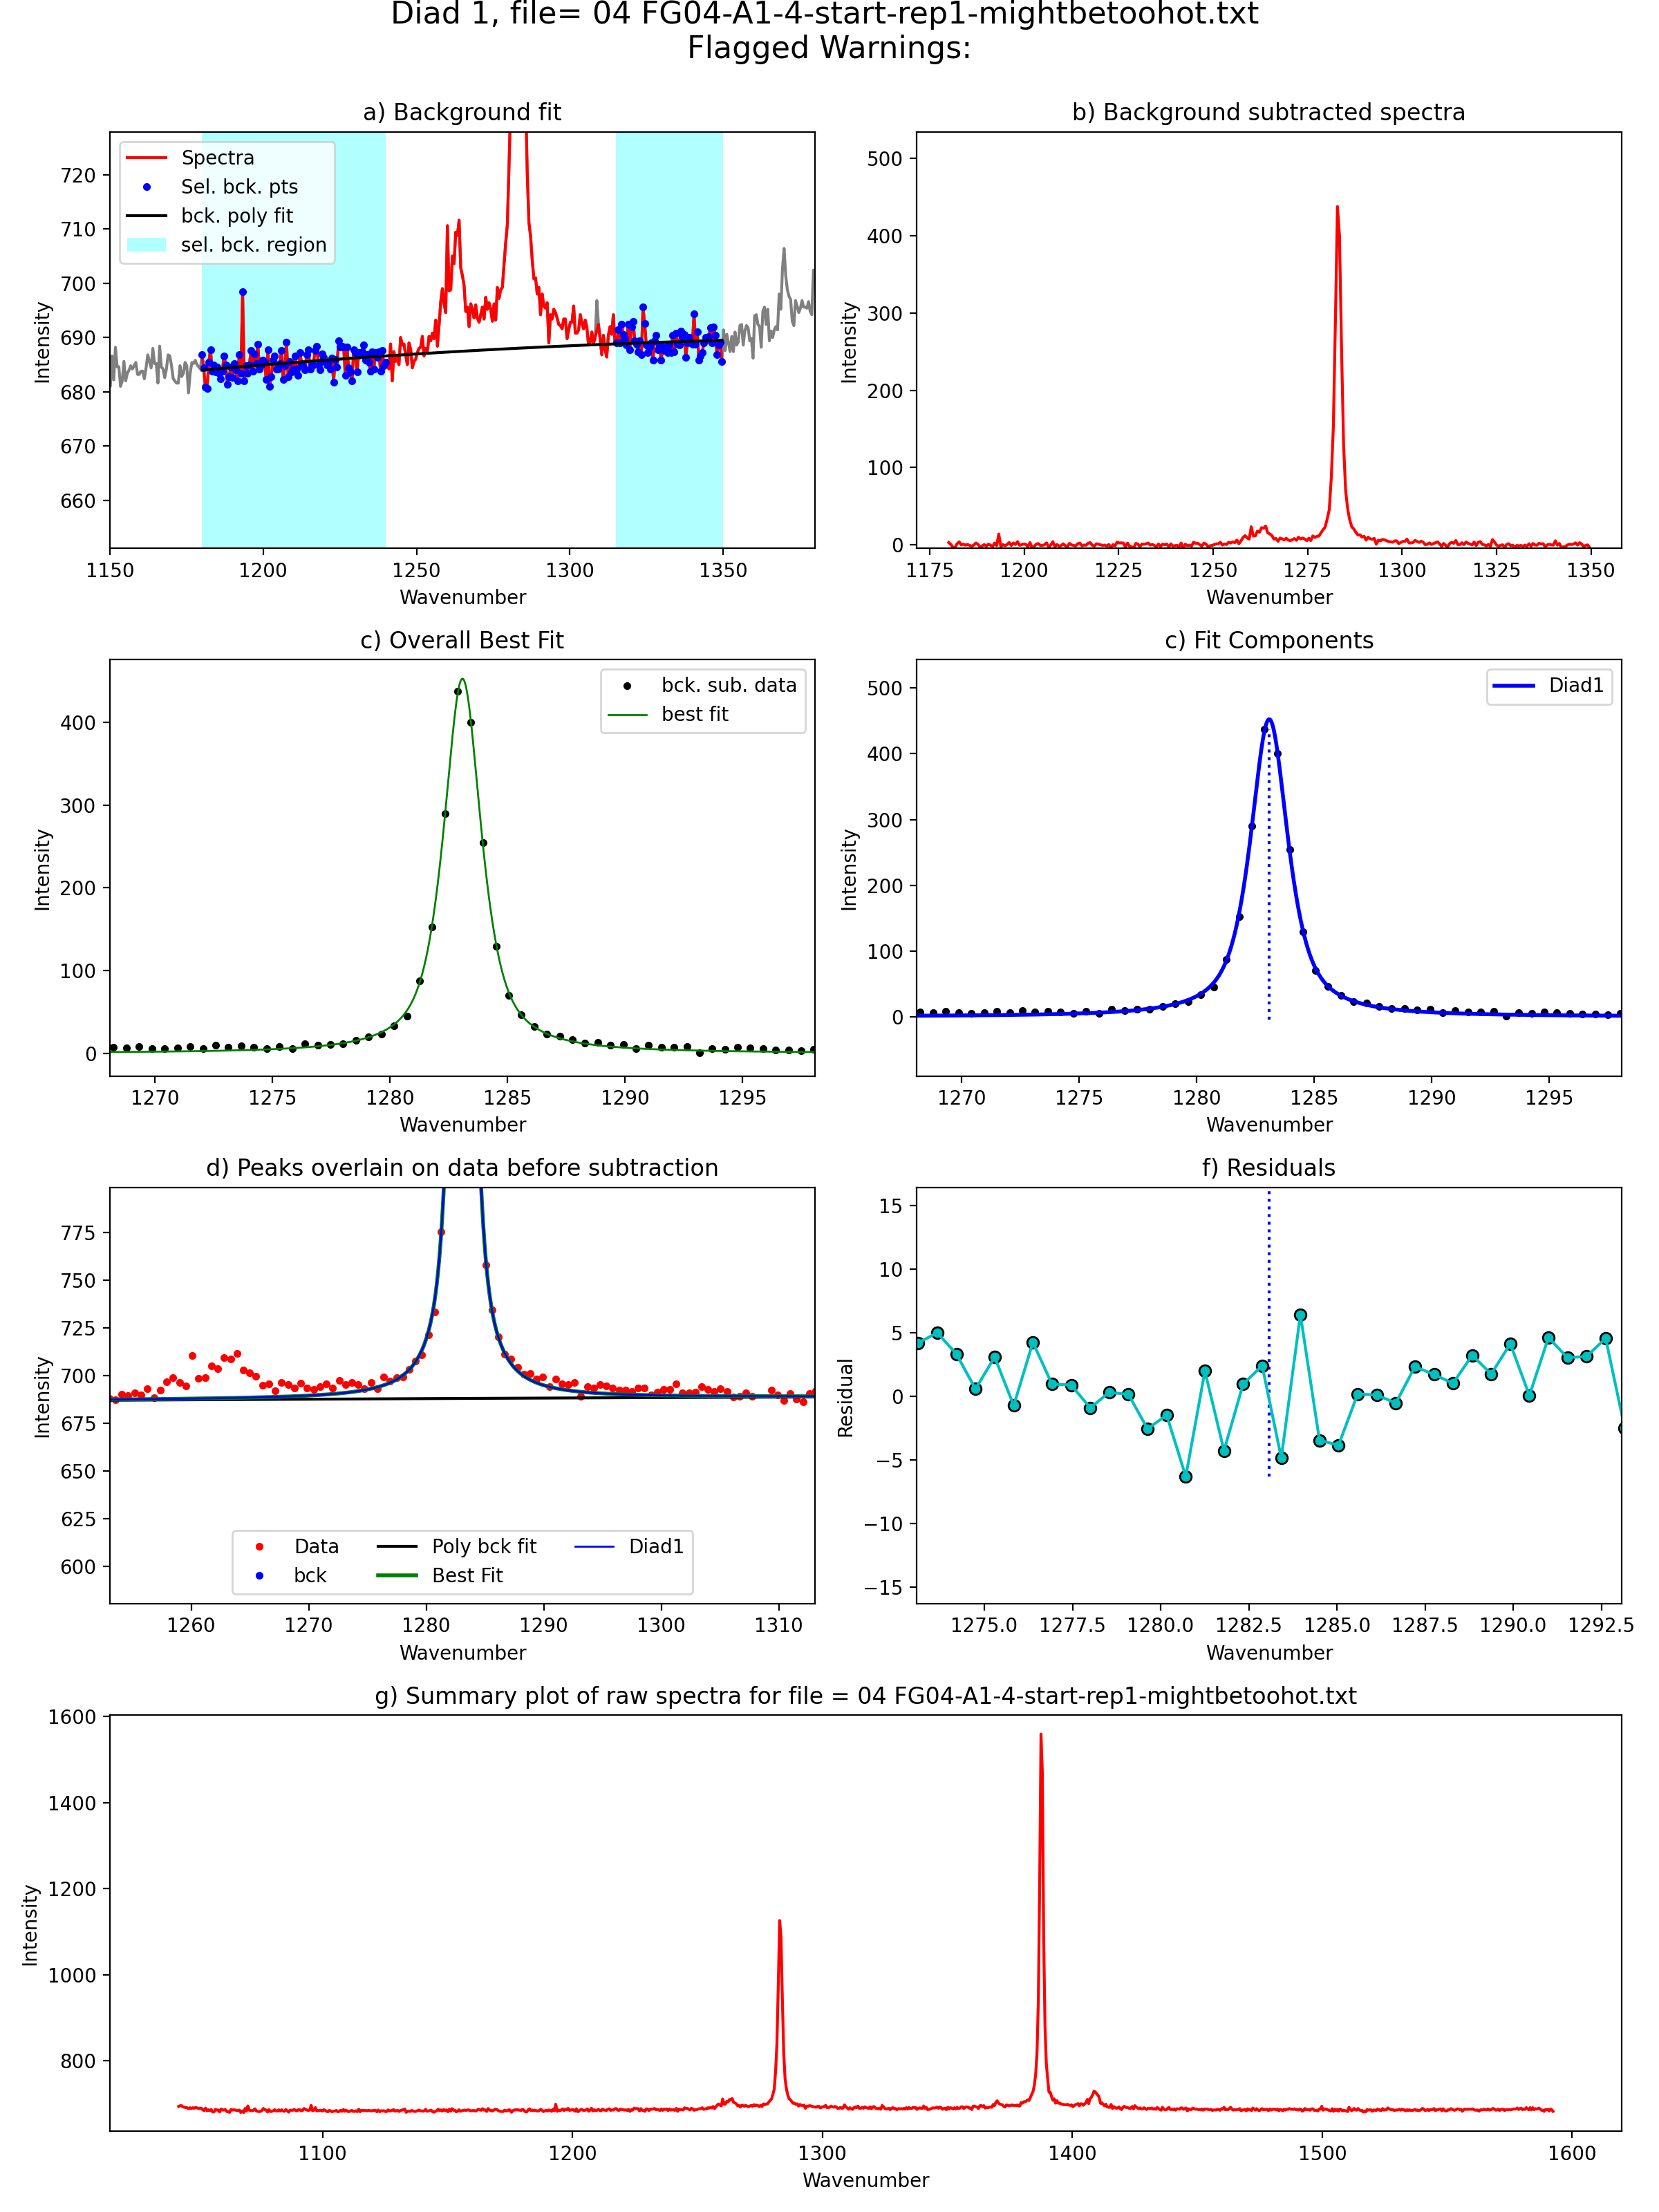 Diad 1, file= 04 FG04-A1-4-start-rep1-mightbetoohot.txt
Flagged Warnings:
a) Background fit
Intensity
720
710
700
690
680
670
660
Spectra
Sel. bck. pts
bck. poly fit
sel. bck. region
1150 1200 1250 1300 1350
Wavenumber
b) Background subtracted spectra
Intensity
500
400
300
200
100
0
1175 1200 1225 1250 1275 1300 1325 1350
Wavenumber
c) Overall Best Fit
Intensity
400
300
200
100
0
bck. sub. data
best fit
1270 1275 1280 1285 1290 1295
Wavenumber
c) Fit Components
Intensity
500
400
300
200
100
0
Diad1
1270 1275 1280 1285 1290 1295
Wavenumber
d) Peaks overlain on data before subtraction
Intensity
775
750
725
700
675
650
625
600
Data Poly bck fit Diad1
bck Best Fit
1260 1270 1280 1290 1300 1310
Wavenumber
f) Residuals
Residual
15
10
5
0
−5
−10
−15
1275.0 1277.5 1280.0 1282.5 1285.0 1287.5 1290.0 1292.5
Wavenumber
g) Summary plot of raw spectra for file = 04 FG04-A1-4-start-rep1-mightbetoohot.txt
Intensity
1600
1400
1200
1000
800
1100 1200 1300 1400 1500 1600
Wavenumber